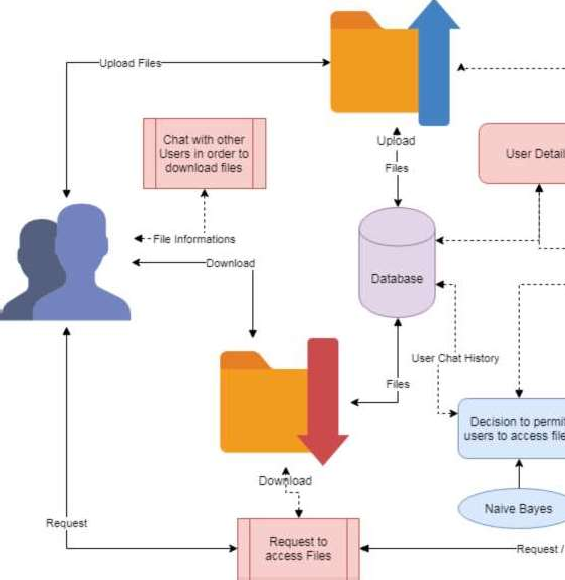 Upload Files
Chat with other
Users in order to
download files
Upload
Files
User Detail
File Informations
Download
Database
User Chat History
Files
Decision to permit
users to access file
Download
Naive Bayes
Request
Request to
access Files
Request /